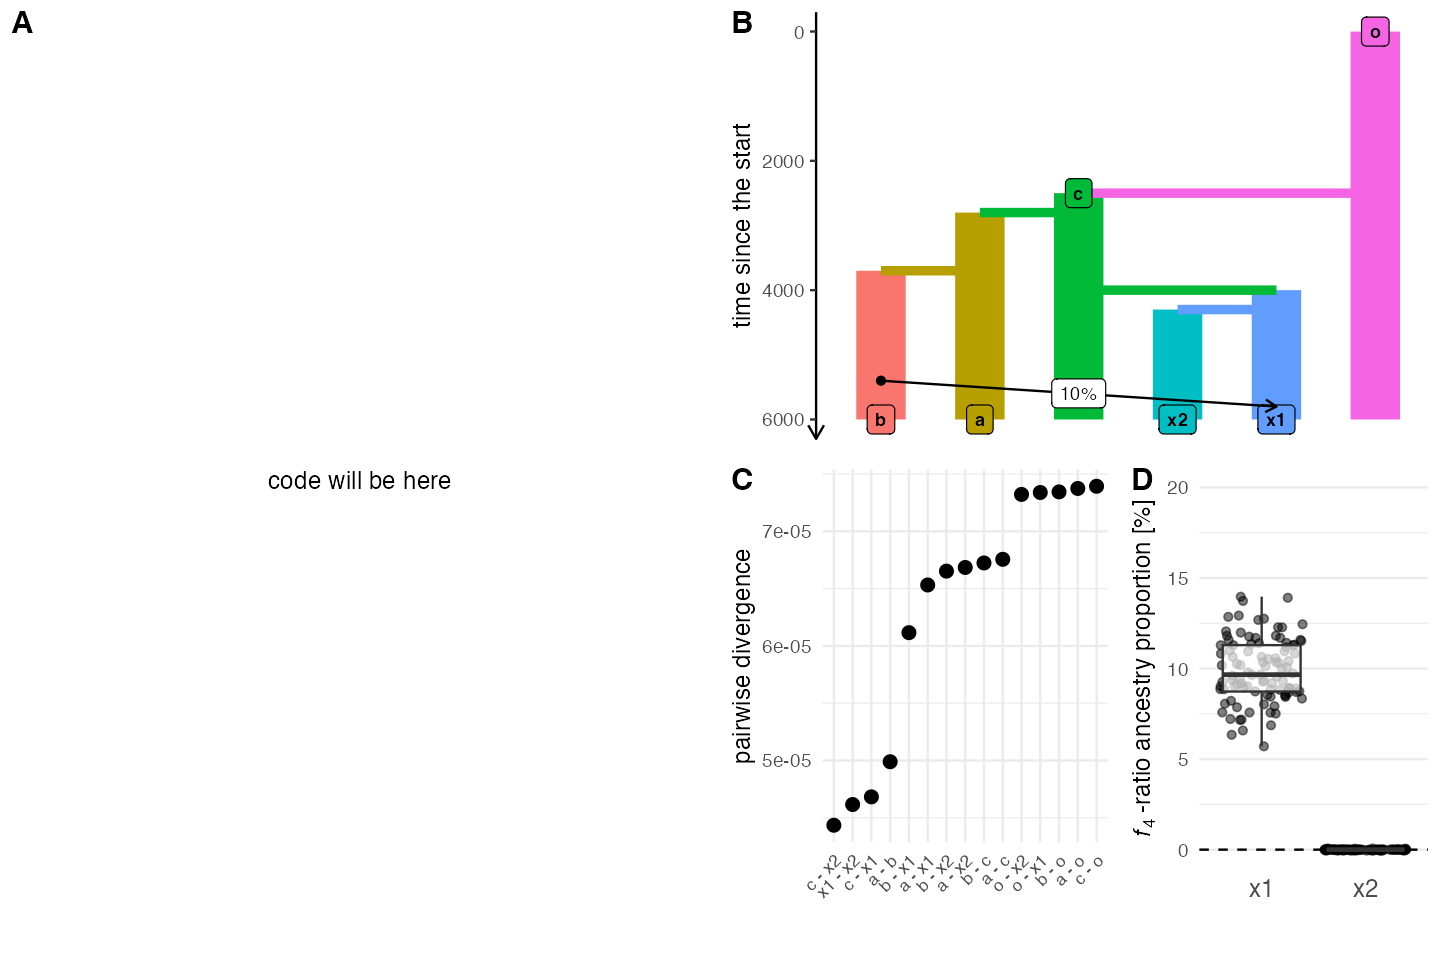 A
code will be here
B
time since the start
0
2000
4000
6000
o
c
10%
b
a
x2
x1
C
pairwise divergence
7e-05
6e-05
5e-05
c - x2
x1 - x2
c - x1
a - b
b - x1
a - x1
b - x2
a - x2
b - c
a - c
o - x2
o - x1
b - o
a - o
c - o
D
f4 -ratio ancestry proportion [%]
20
15
10
5
0
x1
x2